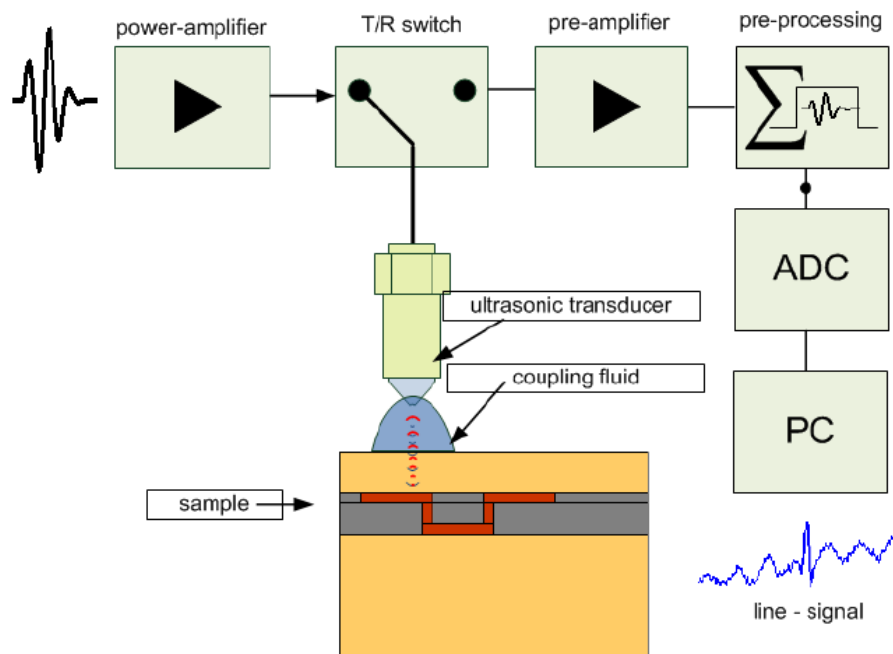 power-amplifier
T/R switch
pre-amplifier
pre-processing
Σ
ADC
ultrasonic transducer
coupling fluid
PC
sample
line - signal